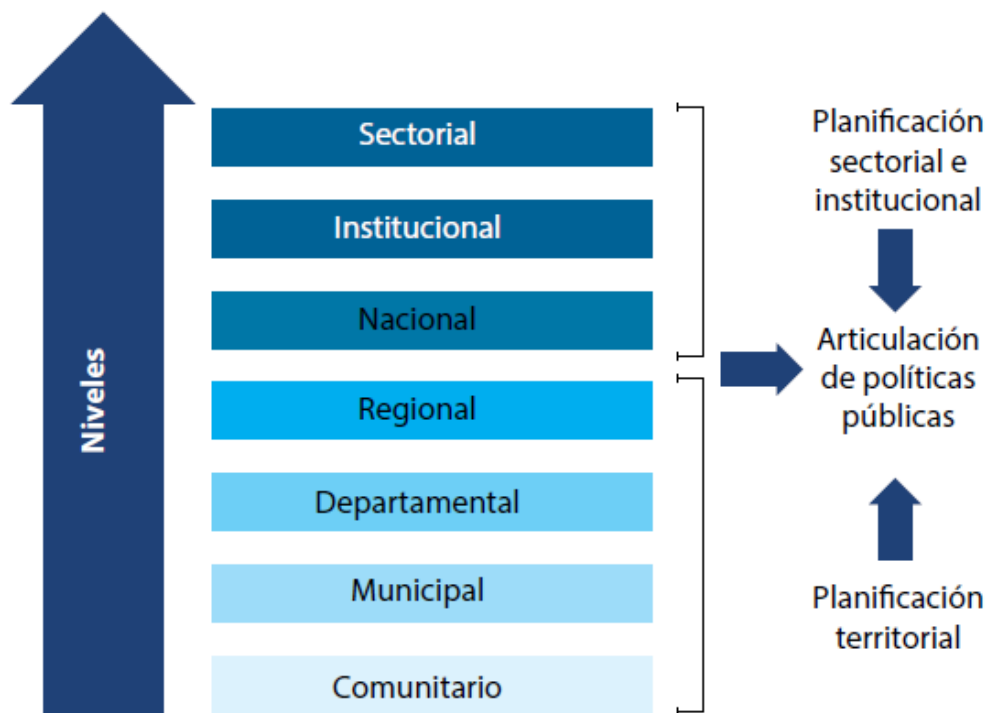 Niveles
Sectorial
Institucional
Nacional
Regional
Departamental
Municipal
Comunitario
Planificación
sectorial e
institucional
Articulación
de políticas
públicas
Planificación
territorial